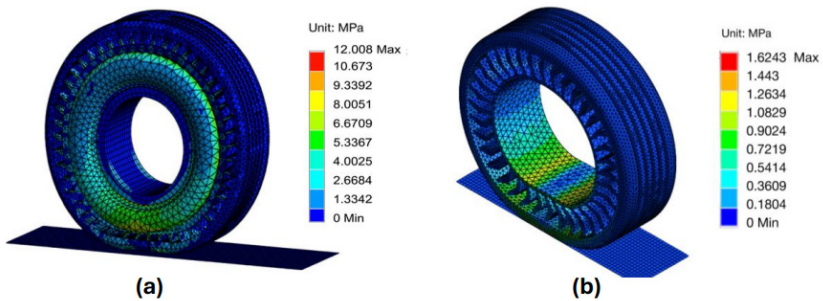 Unit: MPa
12.008 Max
10.673
9.3392
8.0051
6.6709
5.3367
4.0025
2.6684
1.3342
0 Min
(a)
Unit: MPa
1.6243 Max
1.443
1.2634
1.0829
0.9024
0.7219
0.5414
0.3609
0.1804
0 Min
(b)